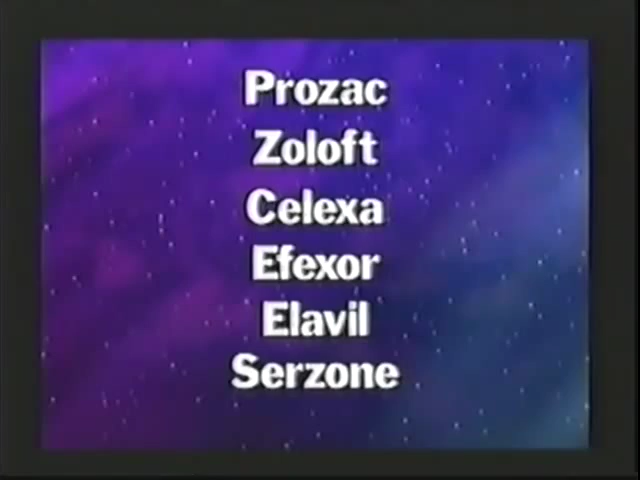 Prozac
Zoloft
Celexa
Efexor
Elavil
Serzone